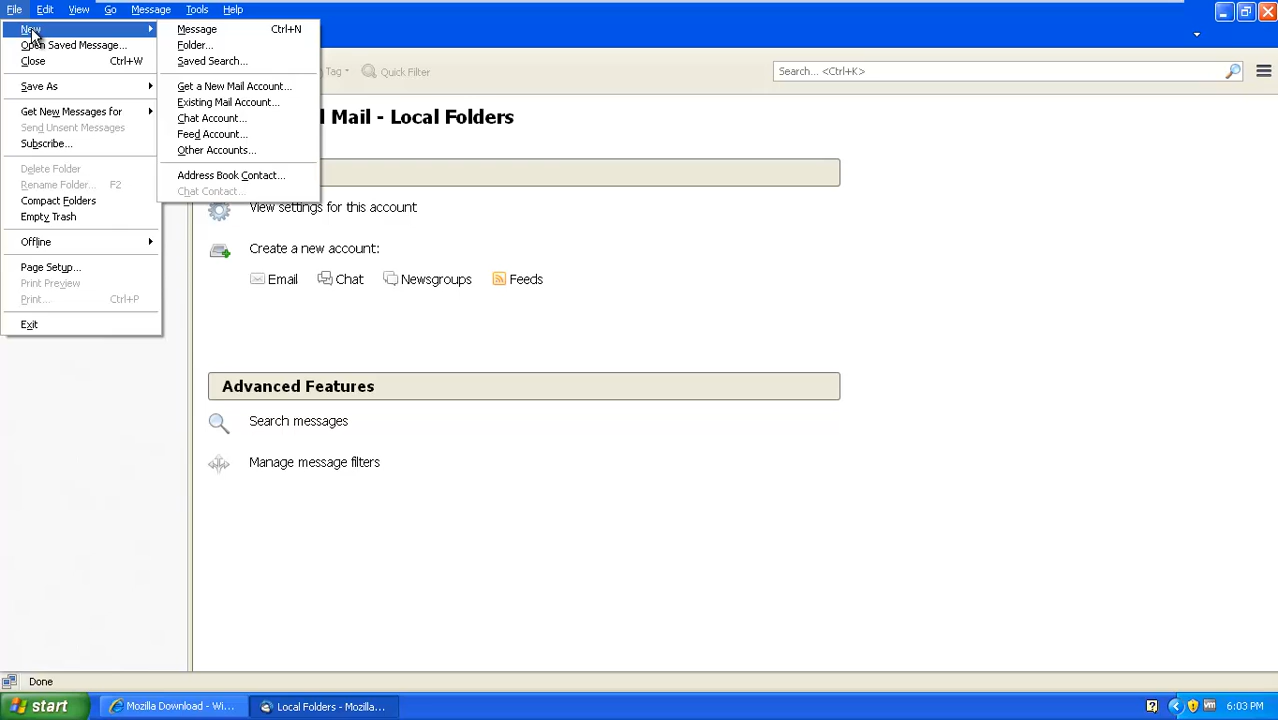 File Edit View Go Message Tools Help
New
Open Saved Message...
Close Ctrl+W
Save As
Get New Messages for
Send Unsent Messages
Subscribe...
Delete Folder
Rename Folder... F2
Compact Folders
Empty Trash
Offline
Page Setup...
Print Preview
Print... Ctrl+P
Exit
Message Ctrl+N
Folder...
Saved Search...
Get a New Mail Account...
Existing Mail Account...
Chat Account...
Feed Account...
Other Accounts...
Address Book Contact...
Chat Contact...
Tag
Quick Filter
Search... <Ctrl+K>
Mail - Local Folders
View settings for this account
Create a new account:
Email Chat Newsgroups Feeds
Advanced Features
Search messages
Manage message filters
Done
start
Mozilla Download - Wi...
Local Folders - Mozilla...
6:03 PM